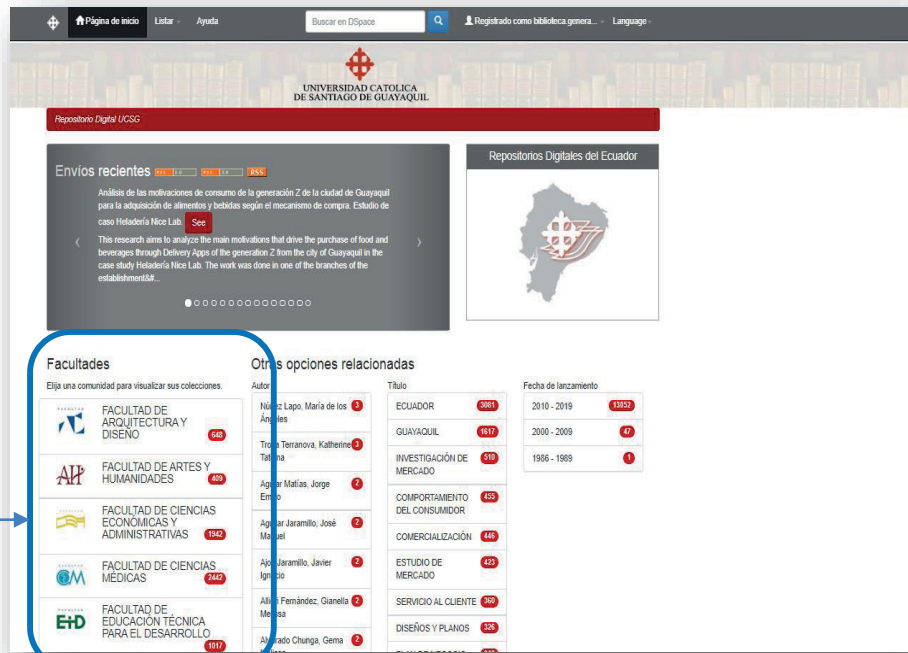 Página de inicio Listar Ayuda Buscar en DSpace Registrado como biblioteca.genera... Language
UNIVERSIDAD CATOLICA
DE SANTIAGO DE GUAYAQUIL
Repositorio Digital UCSG
Envíos recientes RSS
Análisis de las motivaciones de consumo de la generación Z de la ciudad de Guayaquil
para la adquisición de alimentos y bebidas según el mecanismo de compra. Estudio de
caso Heladería Nice Lab. See
This research aims to analyze the main motivations that drive the purchase of food and
beverages through Delivery Apps of the generation Z from the city of Guayaquil in the
case study Heladería Nice Lab. The work was done in one of the branches of the
establishment&#...
Repositorios Digitales del Ecuador
Facultades
Elija una comunidad para visualizar sus colecciones.
FACULTAD DE
ARQUITECTURA Y
DISEÑO 648
AH
FACULTAD DE ARTES Y
HUMANIDADES 409
FACULTAD DE CIENCIAS
ECONÓMICAS Y
ADMINISTRATIVAS 1942
FACULTAD DE CIENCIAS
MÉDICAS 2442
E+D
FACULTAD DE
EDUCACIÓN TÉCNICA
PARA EL DESARROLLO
1017
Otras opciones relacionadas
Autor
Lapo, María de los 3
Terranova, Katherine 3
Matías, Jorge 2
Jaramillo, José 2
Jaramillo, Javier 2
Fernández, Gianella 2
Chunga, Gema 2
Título
ECUADOR 3081
GUAYAQUIL 1617
INVESTIGACIÓN DE 510
MERCADO
COMPORTAMIENTO 455
DEL CONSUMIDOR
COMERCIALIZACIÓN 446
ESTUDIO DE 423
MERCADO
SERVICIO AL CLIENTE 360
DISEÑOS Y PLANOS 326
Fecha de lanzamiento
2010 - 2019 13852
2000 - 2009 47
1986 - 1989 1